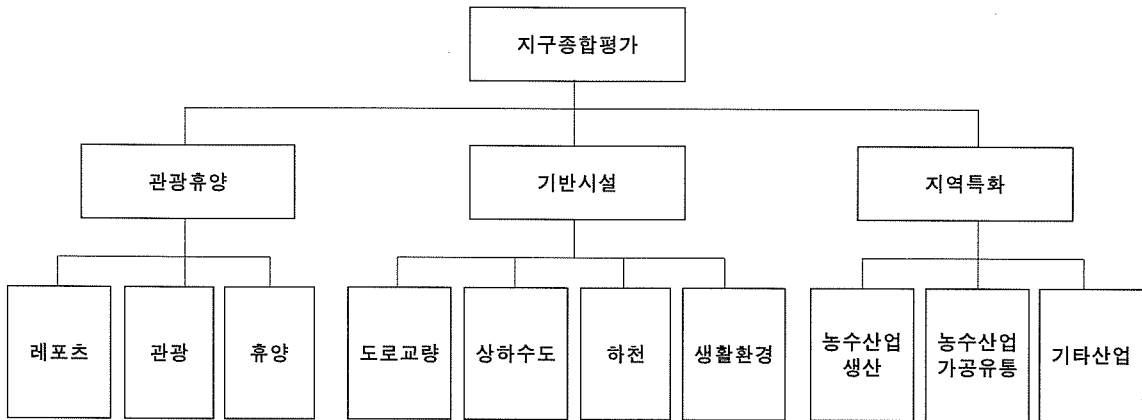 지구종합평가
관광휴양
기반시설
지역특화
레포츠
관광
휴양
도로교량
상하수도
하천
생활환경
농수산업
생산
농수산업
가공유통
기타산업